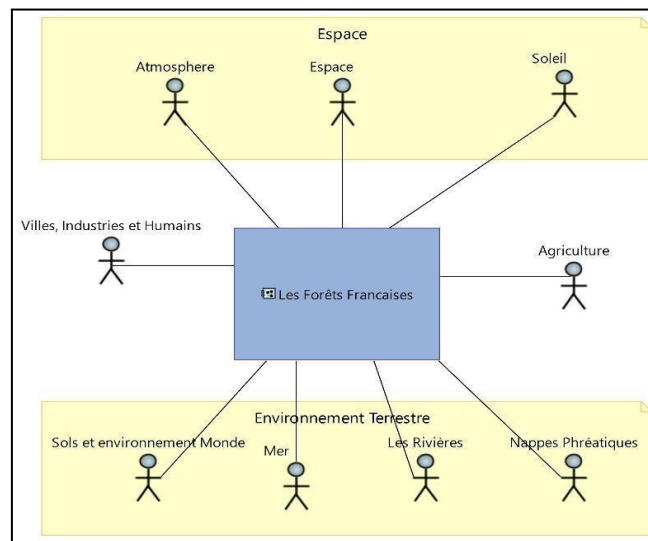 Espace
Atmosphere
Espace
Soleil
Villes, Industries et Humains
Agriculture
Les Forêts Francaises
Environnement Terrestre
Sols et environnement Monde
Mer
Les Rivières
Nappes Phréatiques